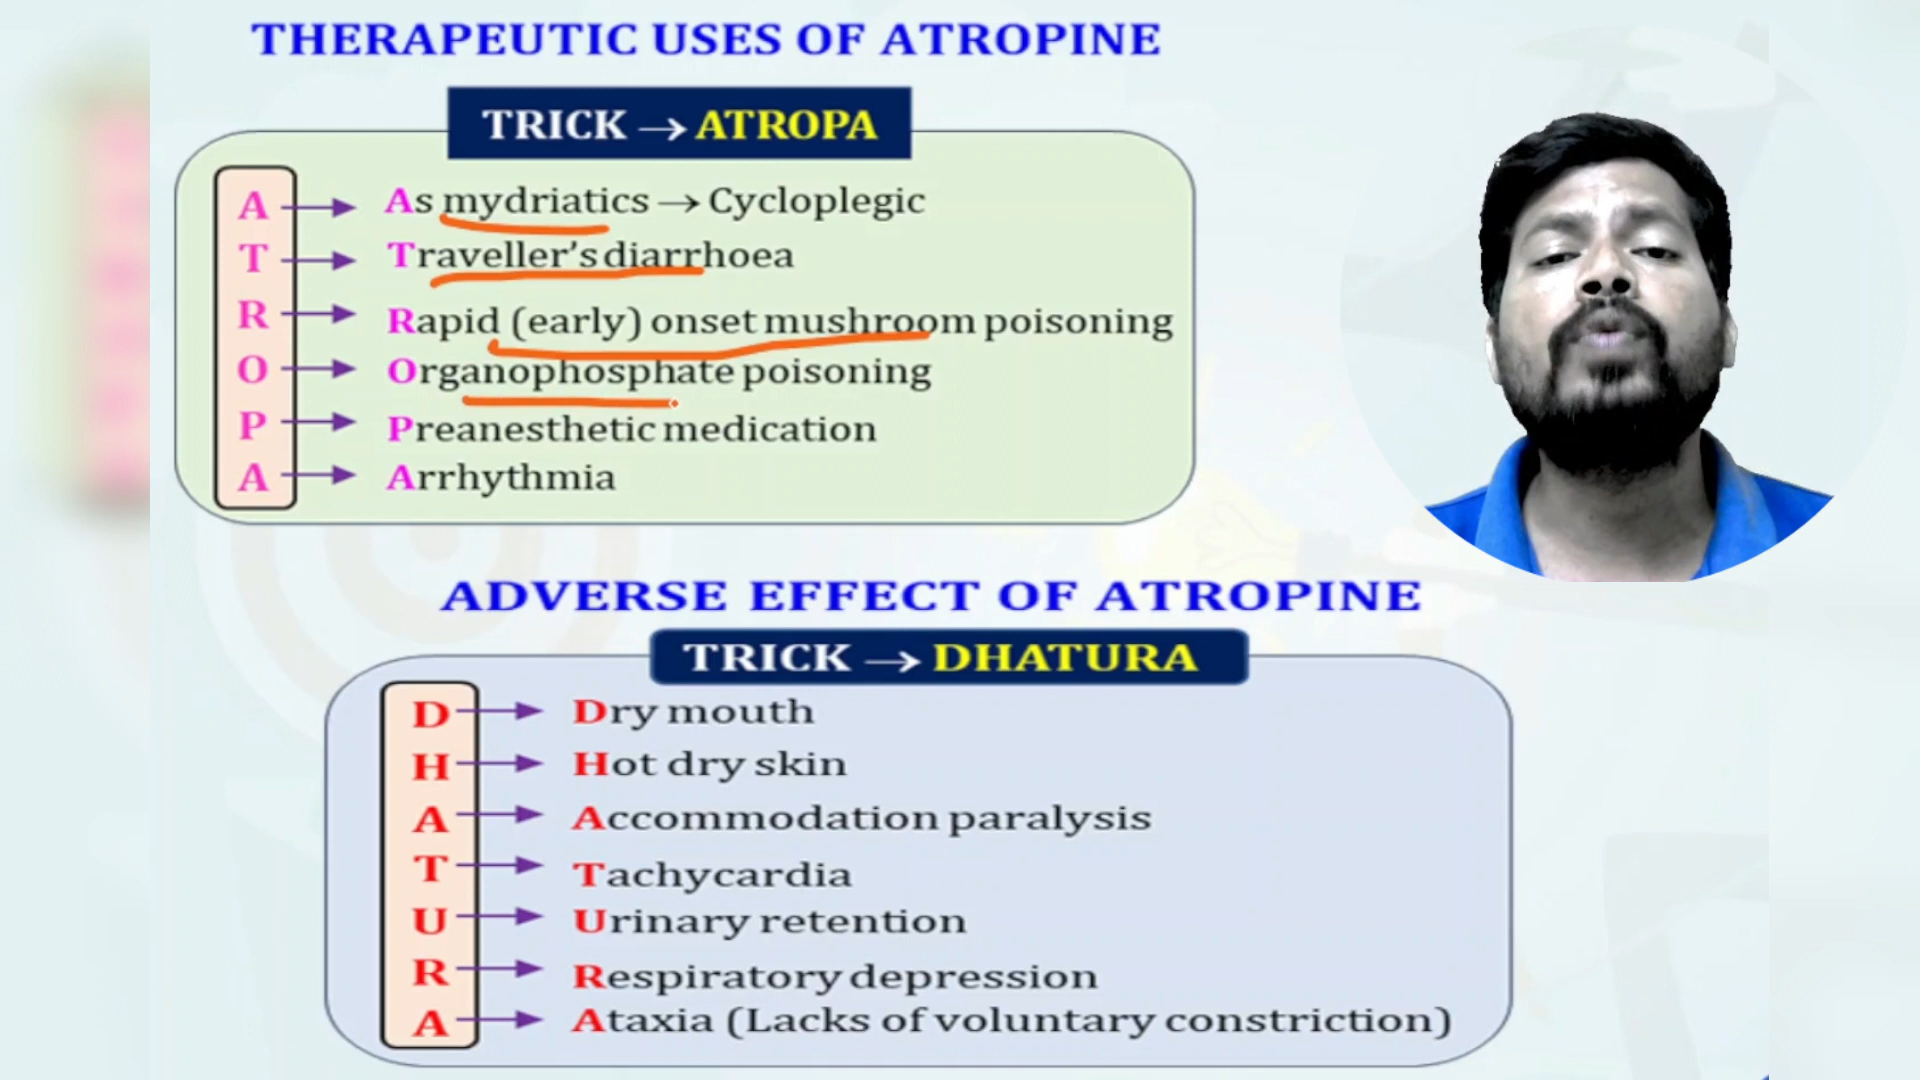 THERAPEUTIC USES OF ATROPINE
TRICK → ATROPA
A → As mydriatics → Cycloplegic
T → Traveller's diarrhoea
R → Rapid (early) onset mushroom poisoning
O → Organophosphate poisoning
P → Preanesthetic medication
A → Arrhythmia
ADVERSE EFFECT OF ATROPINE
TRICK → DHATURA
D → Dry mouth
H → Hot dry skin
A → Accommodation paralysis
T → Tachycardia
U → Urinary retention
R → Respiratory depression
A → Ataxia (Lacks of voluntary constriction)